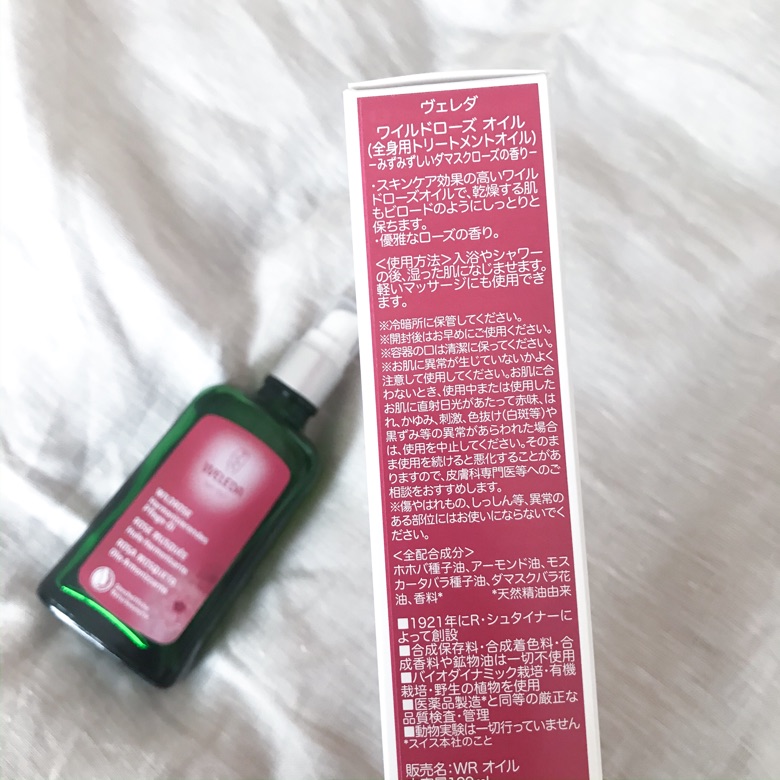 ヴェレダ
ワイルドローズ オイル
(全身用トリートメントオイル)
ーみずみずしいダマスクローズの香りー
・スキンケア効果の高いワイル
ドローズオイルで、乾燥する肌
もビロードのようにしっとりと
保ちます。
・優雅なローズの香り。
＜使用方法＞入浴やシャワー
の後、湿った肌になじませます。
軽いマッサージにも使用でき
ます。
※冷暗所に保管してください。
※開封後はお早めにご使用ください。
※容器の口は清潔に保ってください。
※お肌に異常が生じていないかよく
注意して使用してください。お肌に合
わないとき、使用中または使用した
お肌に直射日光があたって赤味、は
れ、かゆみ、刺激、色抜け(白斑等)や
黒ずみ等の異常があらわれた場合
は、使用を中止してください。そのま
ま使用を続けると悪化することがあ
りますので、皮膚科専門医等へのご
相談をおすすめします。
※傷やはれもの、しっしん等、異常の
ある部位にはお使いにならないでく
ださい。
＜全配合成分＞
ホホバ種子油、アーモンド油、モス
カータバラ種子油、ダマスクバラ花
油、香料* *天然精油由来
■1921年にR・シュタイナーに
よって創設
■合成保存料・合成着色料・合
成香料や鉱物油は一切不使用
■バイオダイナミック栽培・有機
栽培・野生の植物を使用
■医薬品製造*と同等の厳正な
品質検査・管理
■動物実験は一切行っていません
*スイス本社のこと
販売名：WR オイル
WELEDA
WILDROSE
Harmonisierendes
Pflege-Öl
ROSE MUSQUÉE
Huile Harmonisante
ROSA MOSQUETA